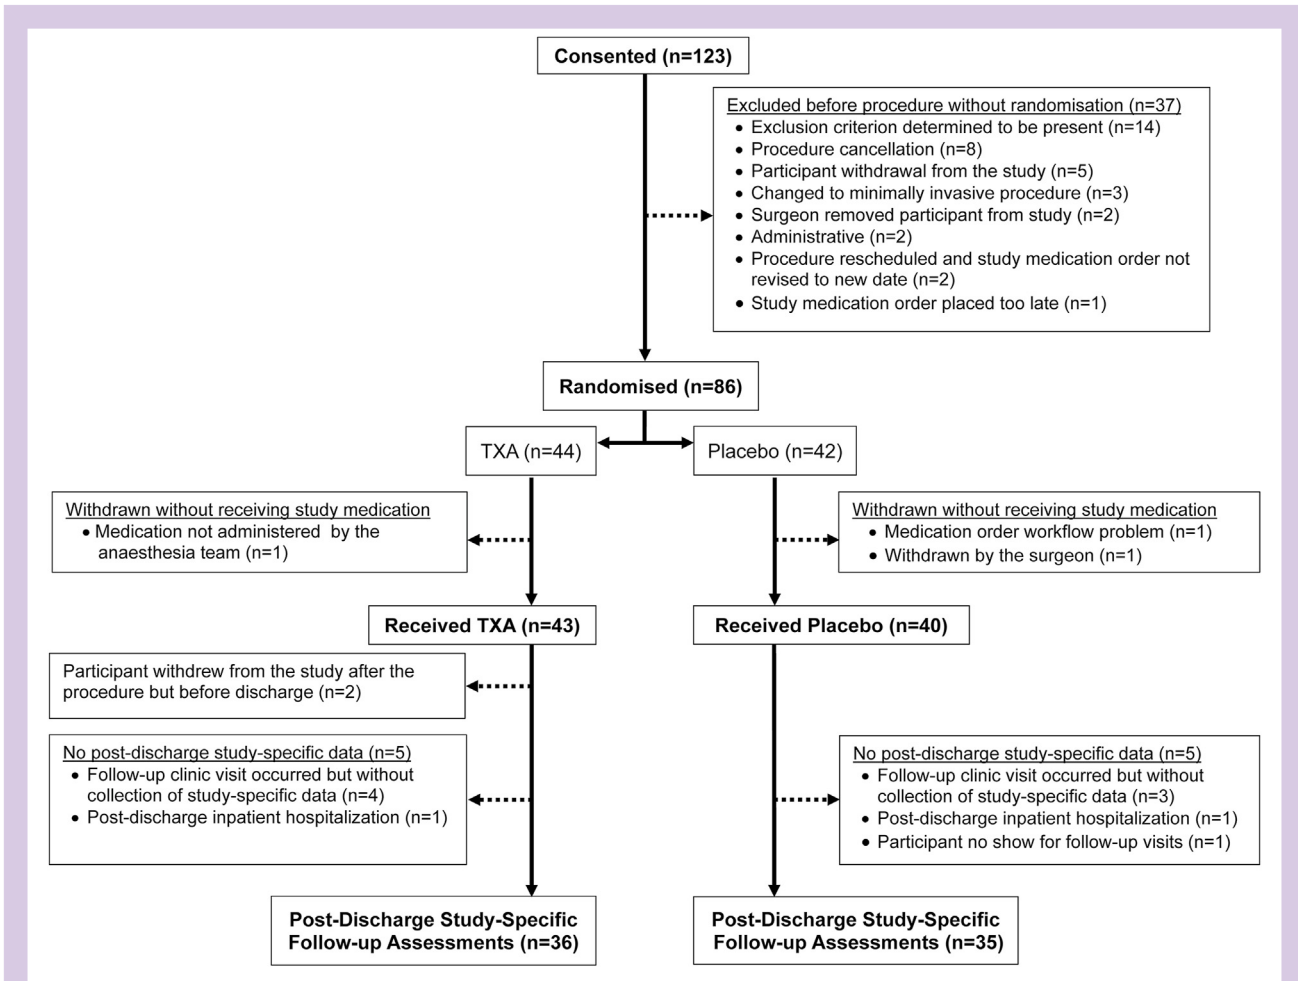 Consented (n=123)
Excluded before procedure without randomisation (n=37)
• Exclusion criterion determined to be present (n=14)
• Procedure cancellation (n=8)
• Participant withdrawal from the study (n=5)
• Changed to minimally invasive procedure (n=3)
• Surgeon removed participant from study (n=2)
• Administrative (n=2)
• Procedure rescheduled and study medication order not
revised to new date (n=2)
• Study medication order placed too late (n=1)
Randomised (n=86)
TXA (n=44)
Placebo (n=42)
Withdrawn without receiving study medication
• Medication not administered by the
anaesthesia team (n=1)
Withdrawn without receiving study medication
• Medication order workflow problem (n=1)
• Withdrawn by the surgeon (n=1)
Received TXA (n=43)
Received Placebo (n=40)
Participant withdrew from the study after the
procedure but before discharge (n=2)
No post-discharge study-specific data (n=5)
• Follow-up clinic visit occurred but without
collection of study-specific data (n=4)
• Post-discharge inpatient hospitalization (n=1)
No post-discharge study-specific data (n=5)
• Follow-up clinic visit occurred but without
collection of study-specific data (n=3)
• Post-discharge inpatient hospitalization (n=1)
• Participant no show for follow-up visits (n=1)
Post-Discharge Study-Specific
Follow-up Assessments (n=36)
Post-Discharge Study-Specific
Follow-up Assessments (n=35)